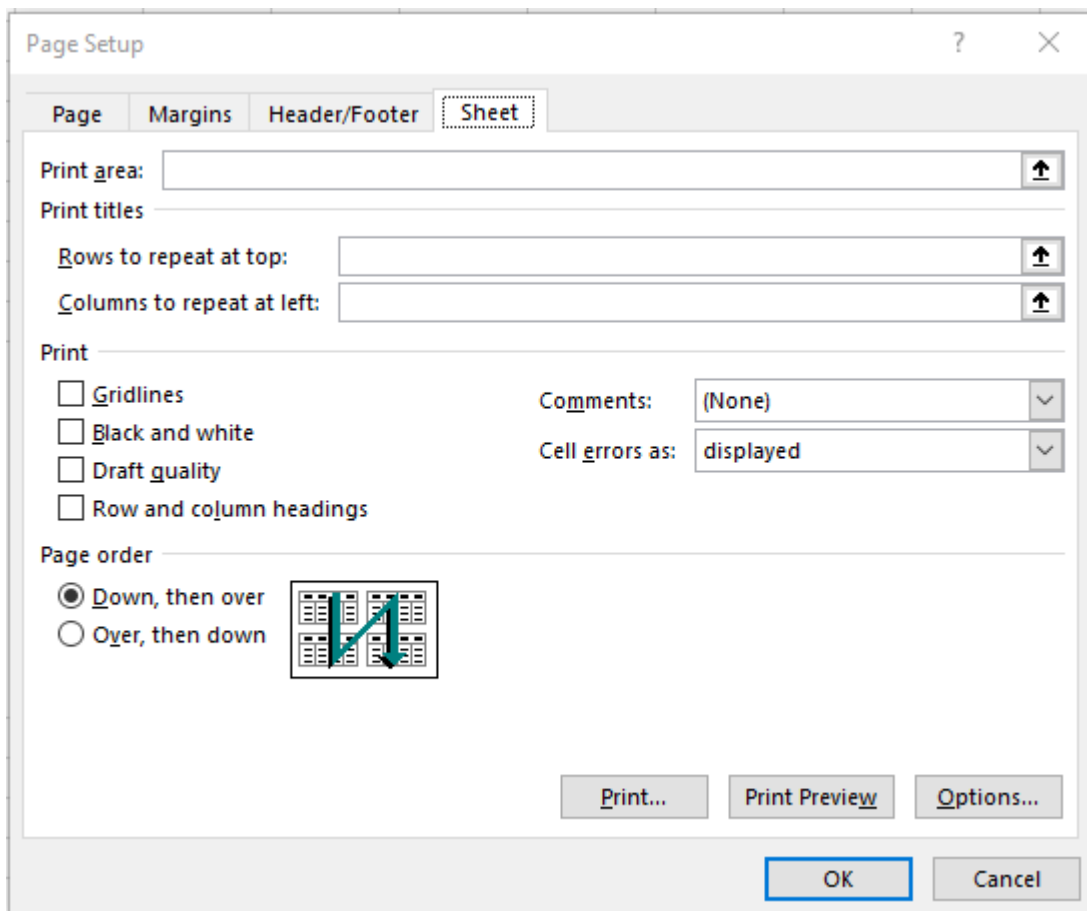 Page Setup ?
Page Margins Header/Footer Sheet
Print area:
Print titles
Rows to repeat at top:
Columns to repeat at left:
Print
Gridlines Comments: (None)
Black and white Cell errors as: displayed
Draft quality
Row and column headings
Page order
Down, then over
Over, then down
Print... Print Preview Options...
OK Cancel